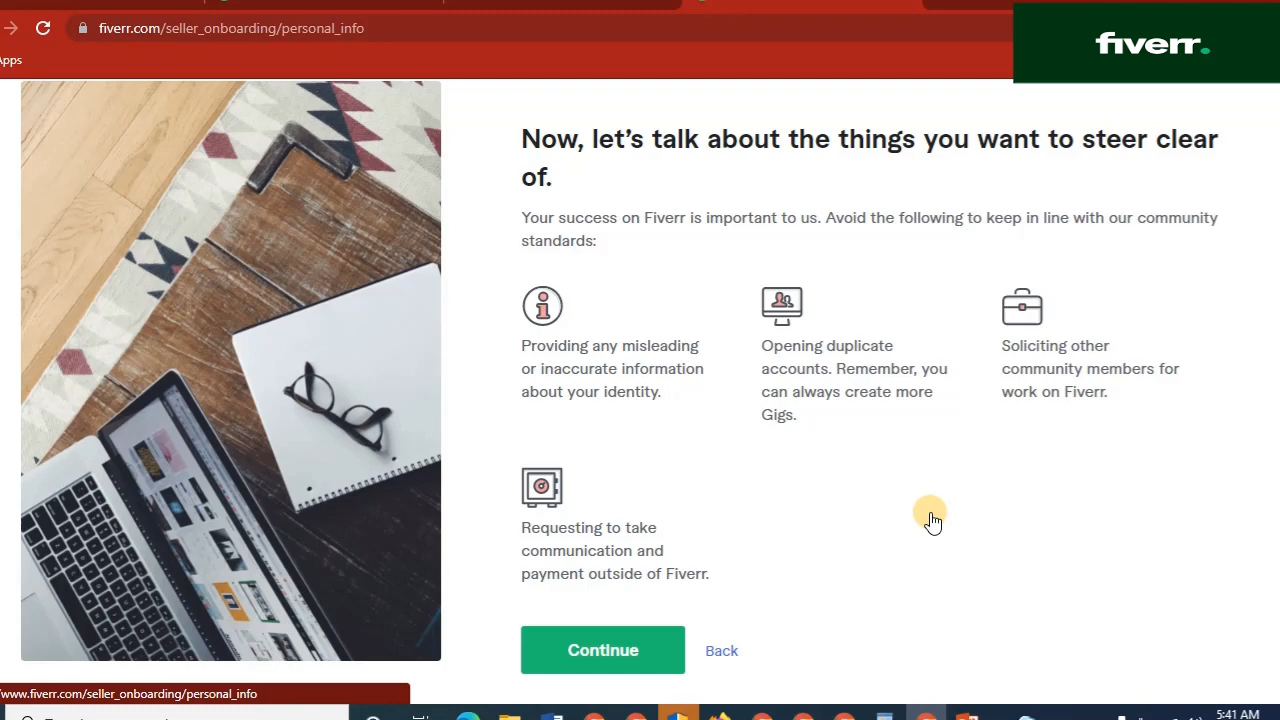 fiverr.com/seller_onboarding/personal_info
fiverr.
Apps
Now, let's talk about the things you want to steer clear
of.
Your success on Fiverr is important to us. Avoid the following to keep in line with our community
standards:
Providing any misleading
or inaccurate information
about your identity.
Opening duplicate
accounts. Remember, you
can always create more
Gigs.
Soliciting other
community members for
work on Fiverr.
Requesting to take
communication and
payment outside of Fiverr.
Continue
Back
www.fiverr.com/seller_onboarding/personal_info
5:41 AM